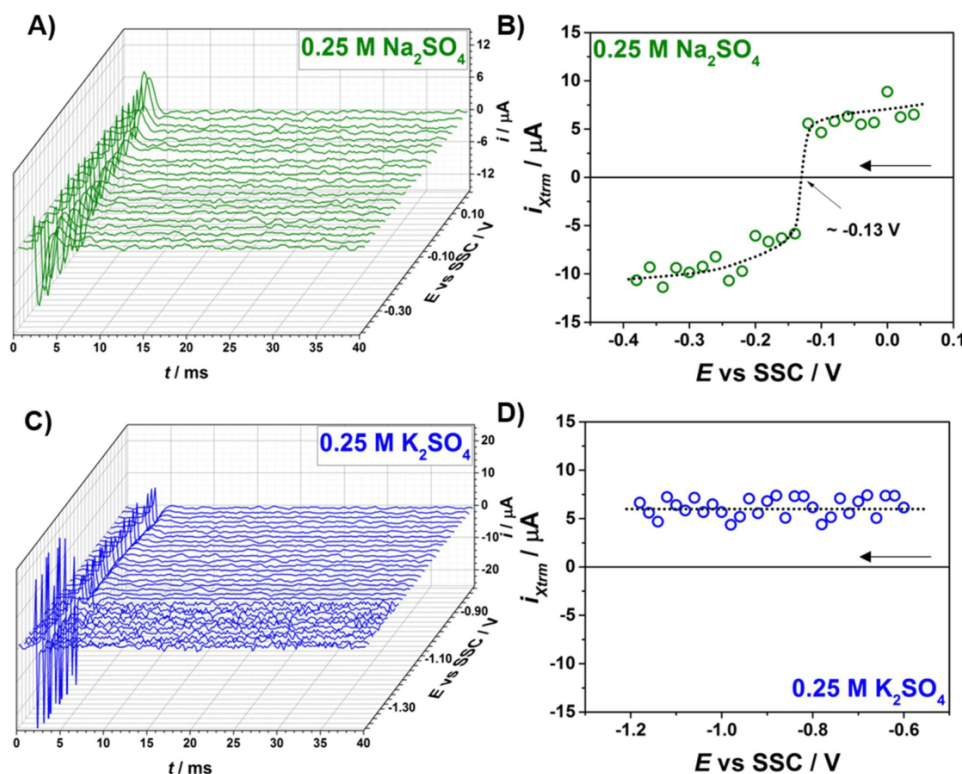 A)
0.25 M Na₂SO₄
12
6
0
-6
-12
i / μA
0.10
-0.10
-0.30
E vs SSC / V
0 5 10 15 20 25 30 35 40
t / ms
B)
0.25 M Na₂SO₄
15
10
5
0
-5
-10
-15
i_Xtrm / μA
~ -0.13 V
-0.4 -0.3 -0.2 -0.1 0.0 0.1
E vs SSC / V
C)
0.25 M K₂SO₄
20
10
0
-10
-20
i / μA
-0.90
-1.10
-1.30
E vs SSC / V
0 5 10 15 20 25 30 35 40
t / ms
D)
15
10
5
0
-5
-10
-15
i_Xtrm / μA
0.25 M K₂SO₄
-1.2 -1.0 -0.8 -0.6
E vs SSC / V